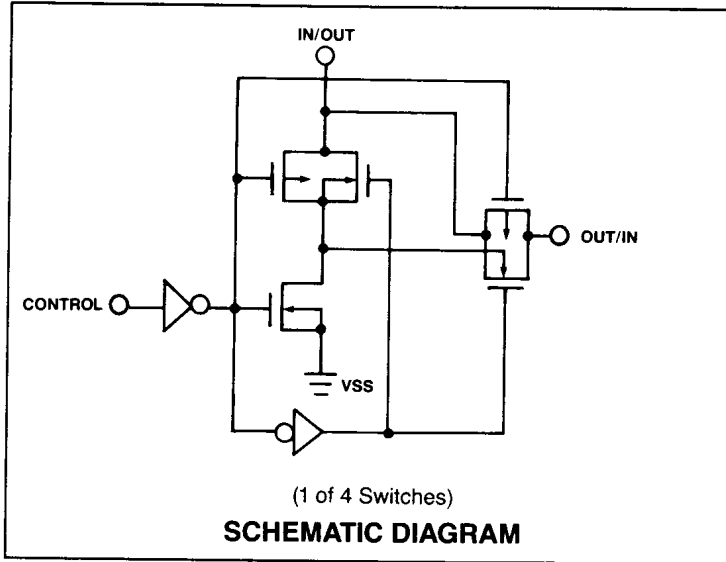 IN/OUT
OUT/IN
CONTROL
VSS
(1 of 4 Switches)
SCHEMATIC DIAGRAM